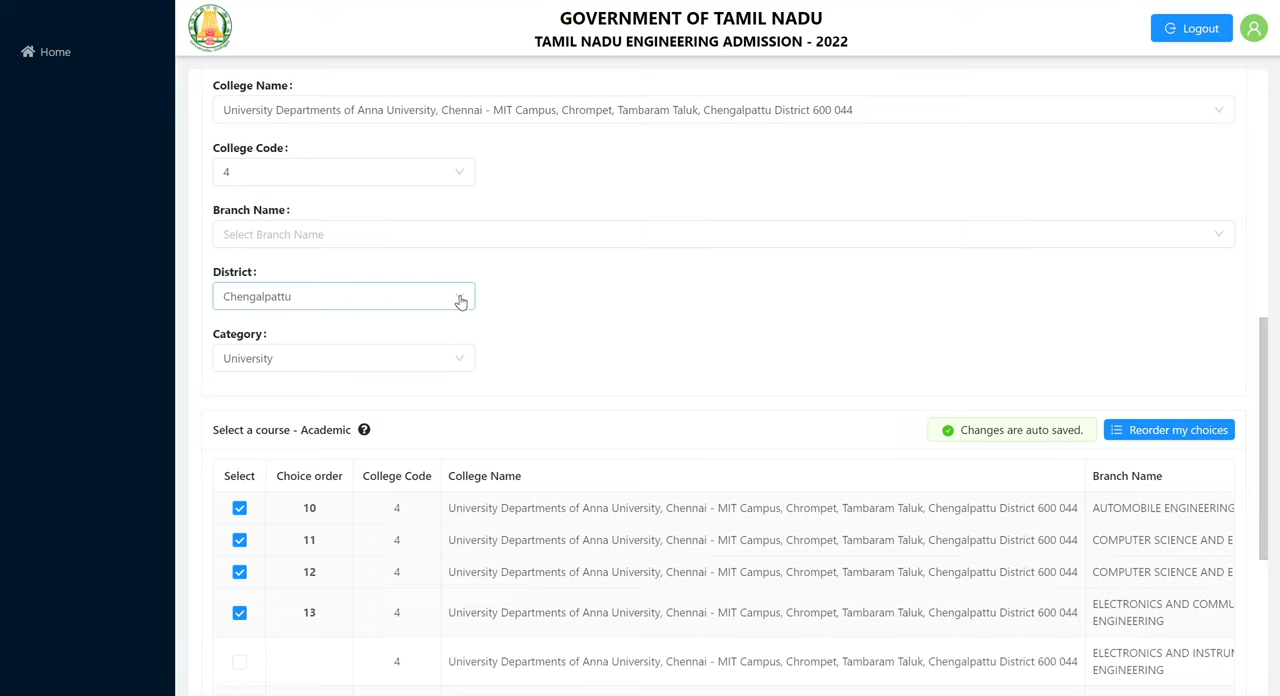 GOVERNMENT OF TAMIL NADU
TAMIL NADU ENGINEERING ADMISSION - 2022
Logout
Home
College Name :
University Departments of Anna University, Chennai - MIT Campus, Chrompet, Tambaram Taluk, Chengalpattu District 600 044
College Code :
4
Branch Name :
Select Branch Name
District :
Chengalpattu
Category :
University
Select a course - Academic
Changes are auto saved.
Reorder my choices
Select Choice order College Code College Name Branch Name
10 4 University Departments of Anna University, Chennai - MIT Campus, Chrompet, Tambaram Taluk, Chengalpattu District 600 044 AUTOMOBILE ENGINEERING
11 4 University Departments of Anna University, Chennai - MIT Campus, Chrompet, Tambaram Taluk, Chengalpattu District 600 044 COMPUTER SCIENCE AND E
12 4 University Departments of Anna University, Chennai - MIT Campus, Chrompet, Tambaram Taluk, Chengalpattu District 600 044 COMPUTER SCIENCE AND E
13 4 University Departments of Anna University, Chennai - MIT Campus, Chrompet, Tambaram Taluk, Chengalpattu District 600 044 ELECTRONICS AND COMMU
ENGINEERING
4 University Departments of Anna University, Chennai - MIT Campus, Chrompet, Tambaram Taluk, Chengalpattu District 600 044 ELECTRONICS AND INSTRU
ENGINEERING